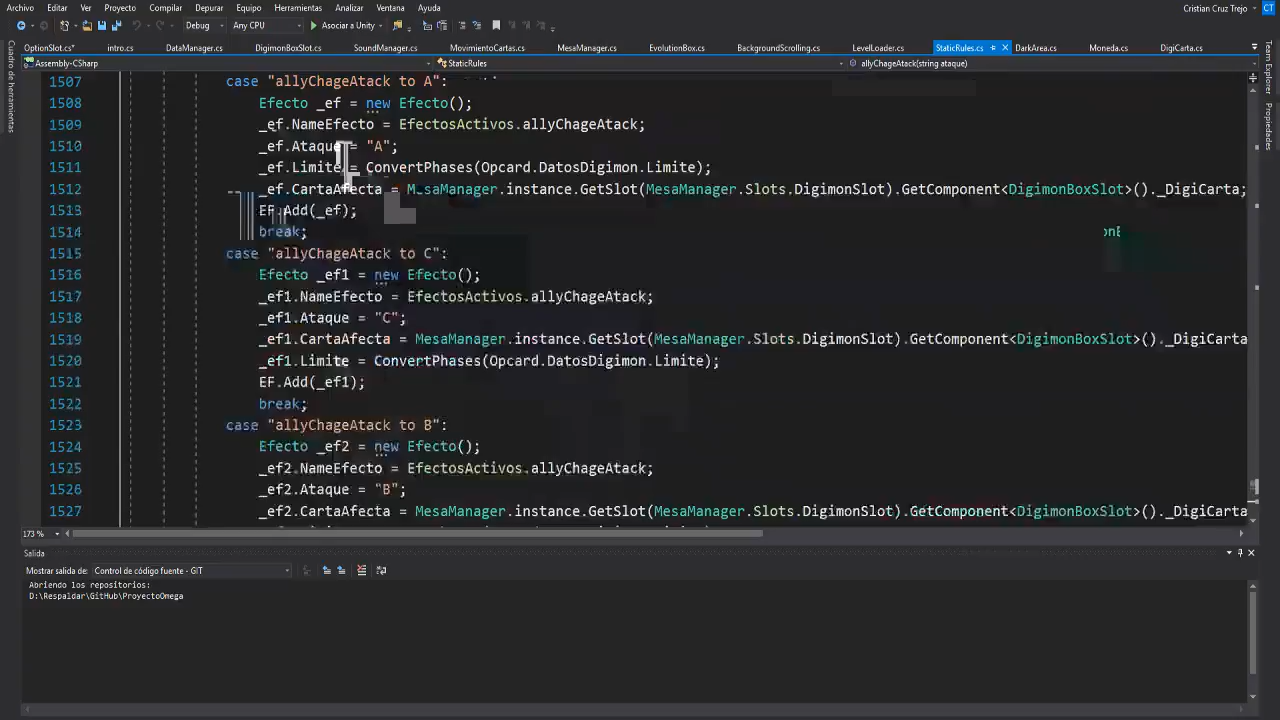 Archivo Editar Ver Proyecto Compilar Depurar Equipo Herramientas Analizar Ventana Ayuda Cristian Cruz Trejo CT
Debug Any CPU Asociar a Unity
OptionSlot.cs* intro.cs DataManager.cs DigimonBoxSlot.cs SoundManager.cs MovimientoCartas.cs MesaManager.cs EvolutionBox.cs BackgroundScrolling.cs LevelLoader.cs StaticRules.cs DarkArea.cs Moneda.cs DigiCarta.cs
Assembly-CSharp StaticRules allyChageAtack(string ataque)
Cuadro de herramientas
Explorador de soluciones
Team Explorer
1507 case "allyChageAtack to A":
1508 Efecto _ef = new Efecto();
1509 _ef.NameEfecto = EfectosActivos.allyChageAtack;
1510 _ef.Ataque = "A";
1511 _ef.Limite = ConvertPhases(Opcard.DatosDigimon.Limite);
1512 _ef.CartaAfecta = MesaManager.instance.GetSlot(MesaManager.Slots.DigimonSlot).GetComponent<DigimonBoxSlot>()._DigiCarta;
1513 EF.Add(_ef);
1514 break;
1515 case "allyChageAtack to C":
1516 Efecto _ef1 = new Efecto();
1517 _ef1.NameEfecto = EfectosActivos.allyChageAtack;
1518 _ef1.Ataque = "C";
1519 _ef1.CartaAfecta = MesaManager.instance.GetSlot(MesaManager.Slots.DigimonSlot).GetComponent<DigimonBoxSlot>()._DigiCarta
1520 _ef1.Limite = ConvertPhases(Opcard.DatosDigimon.Limite);
1521 EF.Add(_ef1);
1522 break;
1523 case "allyChageAtack to B":
1524 Efecto _ef2 = new Efecto();
1525 _ef2.NameEfecto = EfectosActivos.allyChageAtack;
1526 _ef2.Ataque = "B";
1527 _ef2.CartaAfecta = MesaManager.instance.GetSlot(MesaManager.Slots.DigimonSlot).GetComponent<DigimonBoxSlot>()._DigiCarta
173 %
Salida
Mostrar salida de: Control de código fuente - GIT
Abriendo los repositorios:
D:\Respaldar\GitHub\ProyectoOmega